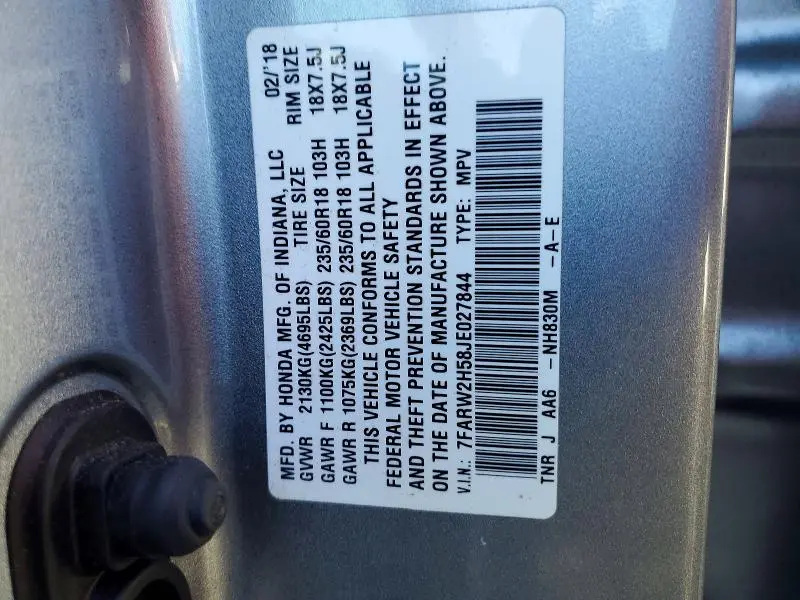 MFD. BY HONDA MFG. OF INDIANA, LLC 02/'18
GVWR 2130KG(4695LBS) TIRE SIZE RIM SIZE
GAWR F 1100KG(2425LBS) 235/60R18 103H 18X7.5J
GAWR R 1075KG(2369LBS) 235/60R18 103H 18X7.5J
THIS VEHICLE CONFORMS TO ALL APPLICABLE
FEDERAL MOTOR VEHICLE SAFETY
AND THEFT PREVENTION STANDARDS IN EFFECT
ON THE DATE OF MANUFACTURE SHOWN ABOVE.
V.I.N.: 7FARW2H58JE027844 TYPE: MPV
TNR J AA6 -NH830M -A-E